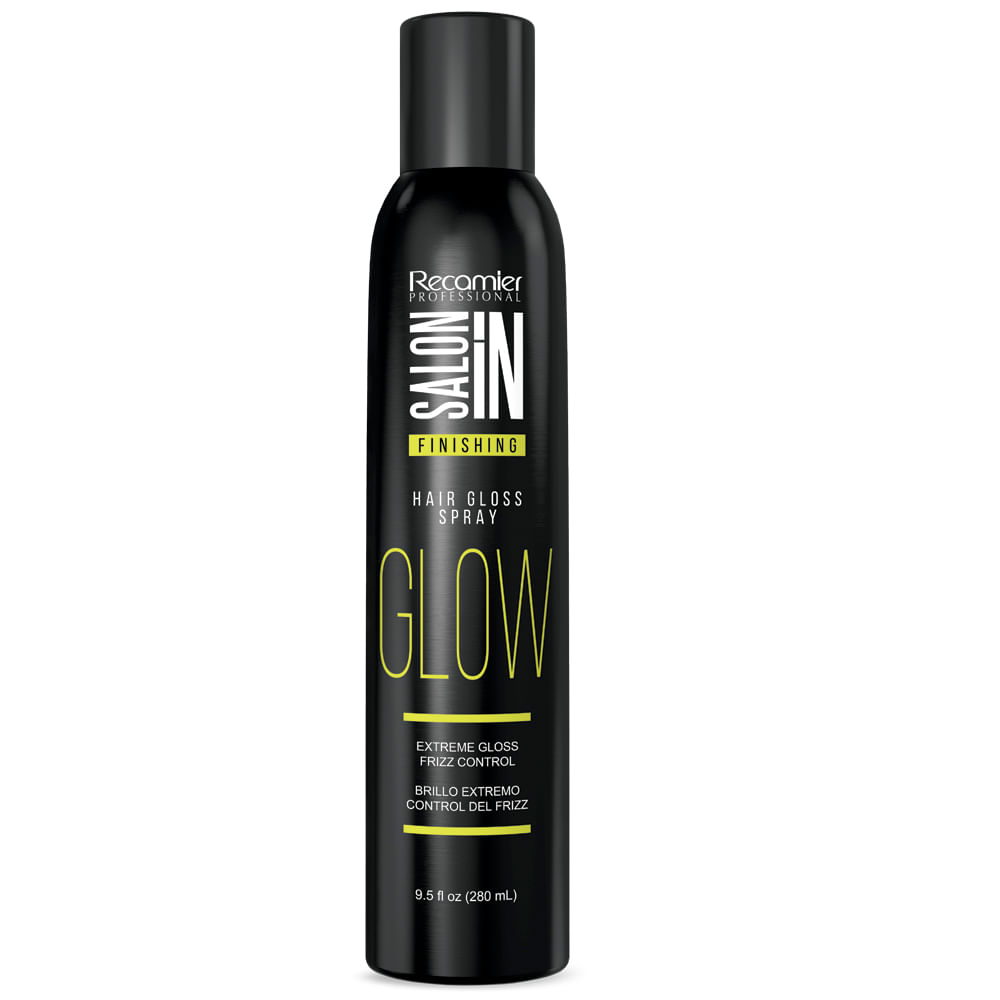 Recamier
PROFESSIONAL
SALON
IN
FINISHING
HAIR GLOSS
SPRAY
GLOW
EXTREME GLOSS
FRIZZ CONTROL
BRILLO EXTREMO
CONTROL DEL FRIZZ
9.5 fl oz (280 mL)